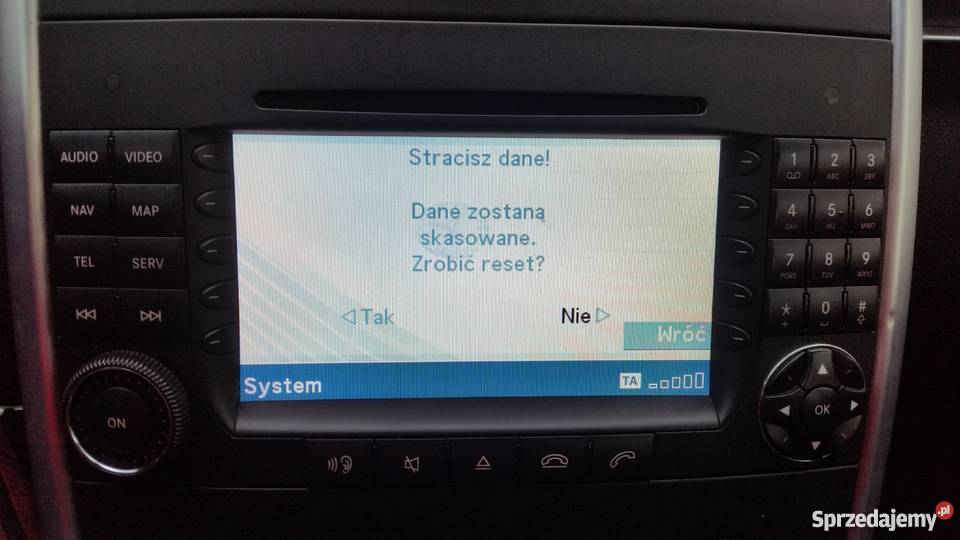 Stracisz dane!
Dane zostaną
skasowane.
Zrobić reset?
Tak Nie
Wróć
System TA
AUDIO VIDEO
NAV MAP
TEL SERV
ON
1 2 3
ABC DEF
4 5 6
GHI JKL MNO
7 8 9
PQRS TUV WXYZ
* 0 #
+
OK
Sprzedajemy.pl